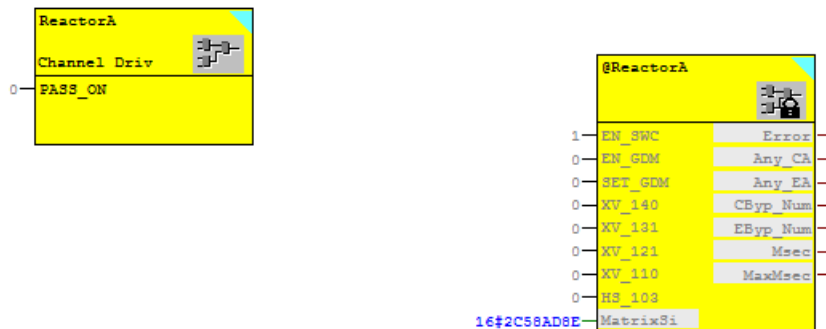 ReactorA
Channel Driv
0 PASS_ON
@ReactorA
1 EN_SWC Error
0 EN_GDM Any_CA
0 SET_GDM Any_EA
0 XV_140 CByp_Num
0 XV_131 EByp_Num
0 XV_121 Msec
0 XV_110 MaxMsec
0 HS_103
16#2C58AD8E MatrixSi